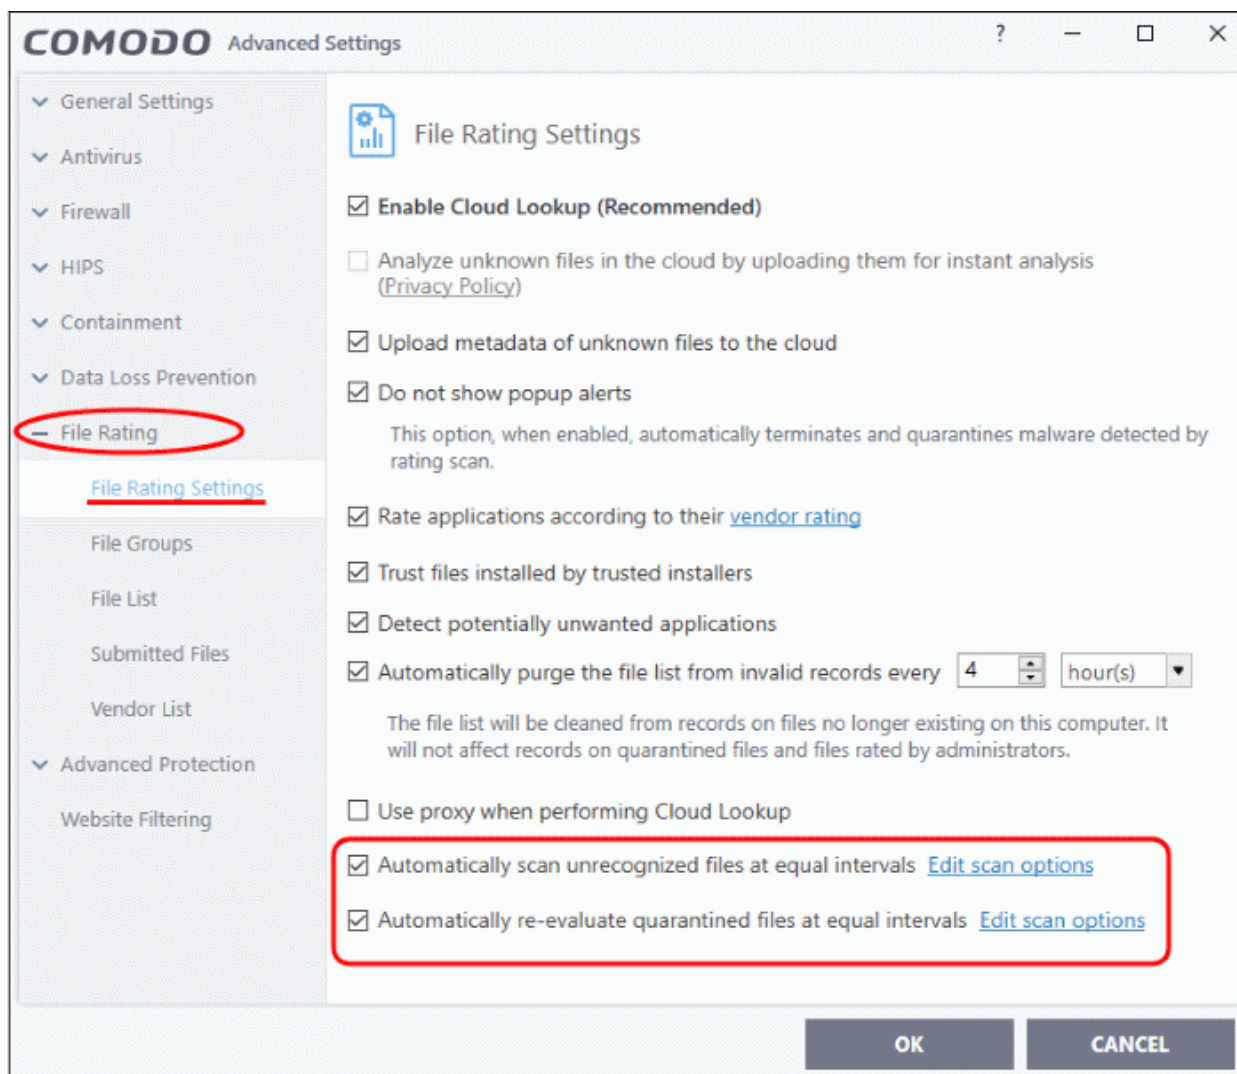 COMODO Advanced Settings ?
General Settings
Antivirus
Firewall
HIPS
Containment
Data Loss Prevention
File Rating
File Rating Settings
File Groups
File List
Submitted Files
Vendor List
Advanced Protection
Website Filtering
File Rating Settings
Enable Cloud Lookup (Recommended)
Analyze unknown files in the cloud by uploading them for instant analysis
(Privacy Policy)
Upload metadata of unknown files to the cloud
Do not show popup alerts
This option, when enabled, automatically terminates and quarantines malware detected by
rating scan.
Rate applications according to their vendor rating
Trust files installed by trusted installers
Detect potentially unwanted applications
Automatically purge the file list from invalid records every 4 hour(s)
The file list will be cleaned from records on files no longer existing on this computer. It
will not affect records on quarantined files and files rated by administrators.
Use proxy when performing Cloud Lookup
Automatically scan unrecognized files at equal intervals Edit scan options
Automatically re-evaluate quarantined files at equal intervals Edit scan options
OK CANCEL